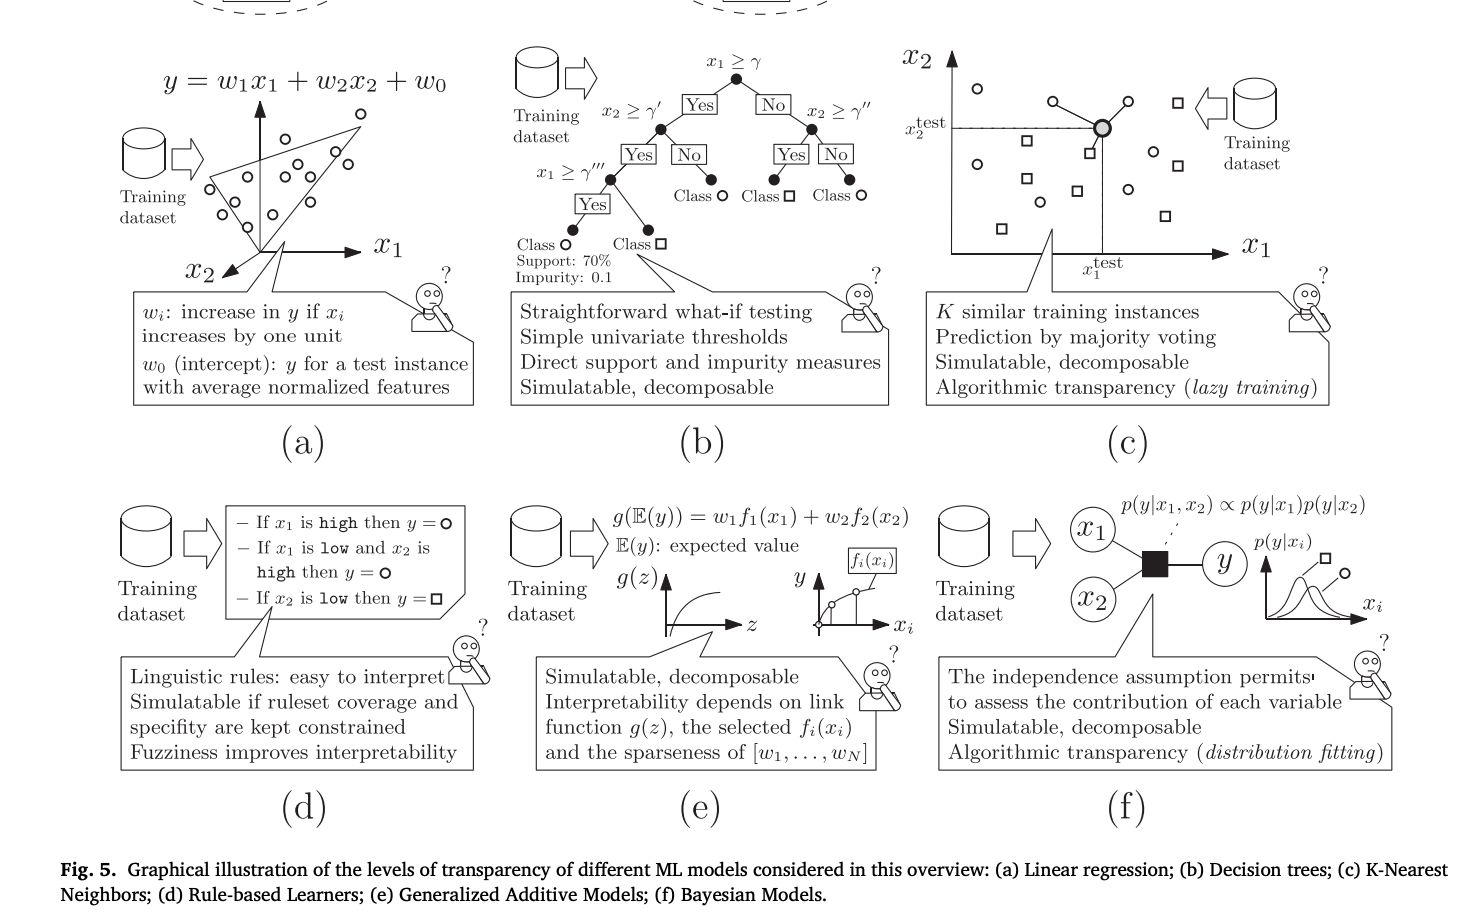 y = w₁x₁ + w₂x₂ + w₀
Training
dataset
x₁
x₂
?
wᵢ: increase in y if xᵢ
increases by one unit
w₀ (intercept): y for a test instance
with average normalized features
(a)
Training
dataset
x₁ ≥ γ
Yes
No
x₂ ≥ γ′
x₂ ≥ γ′′
Yes
No
Yes
No
x₁ ≥ γ′′′
Class
Class
Class
Yes
Class
Class
Support: 70%
Impurity: 0.1
?
Straightforward what-if testing
Simple univariate thresholds
Direct support and impurity measures
Simulatable, decomposable
(b)
x₂
x₂ᵗᵉˢᵗ
Training
dataset
x₁
x₁ᵗᵉˢᵗ
?
K similar training instances
Prediction by majority voting
Simulatable, decomposable
Algorithmic transparency (lazy training)
(c)
Training
dataset
– If x₁ is high then y =
– If x₁ is low and x₂ is
high then y =
– If x₂ is low then y =
?
Linguistic rules: easy to interpret
Simulatable if ruleset coverage and
specifity are kept constrained
Fuzziness improves interpretability
(d)
Training
dataset
g(𝔼(y)) = w₁f₁(x₁) + w₂f₂(x₂)
𝔼(y): expected value
g(z)
z
y
fᵢ(xᵢ)
xᵢ
?
Simulatable, decomposable
Interpretability depends on link
function g(z), the selected fᵢ(xᵢ)
and the sparseness of [w₁, . . . , w_N]
(e)
Training
dataset
p(y|x₁, x₂) ∝ p(y|x₁)p(y|x₂)
x₁
x₂
y
p(y|xᵢ)
xᵢ
?
The independence assumption permits
to assess the contribution of each variable
Simulatable, decomposable
Algorithmic transparency (distribution fitting)
(f)
Fig. 5. Graphical illustration of the levels of transparency of different ML models considered in this overview: (a) Linear regression; (b) Decision trees; (c) K-Nearest
Neighbors; (d) Rule-based Learners; (e) Generalized Additive Models; (f) Bayesian Models.